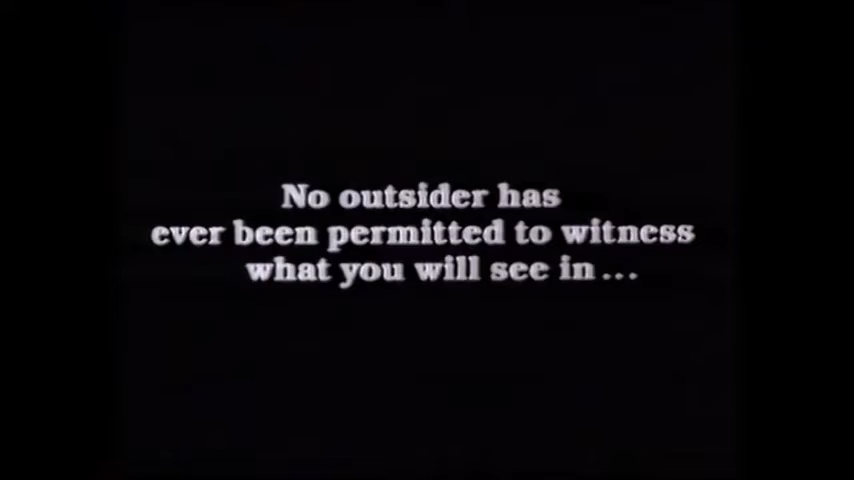 No outsider has
ever been permitted to witness
what you will see in...